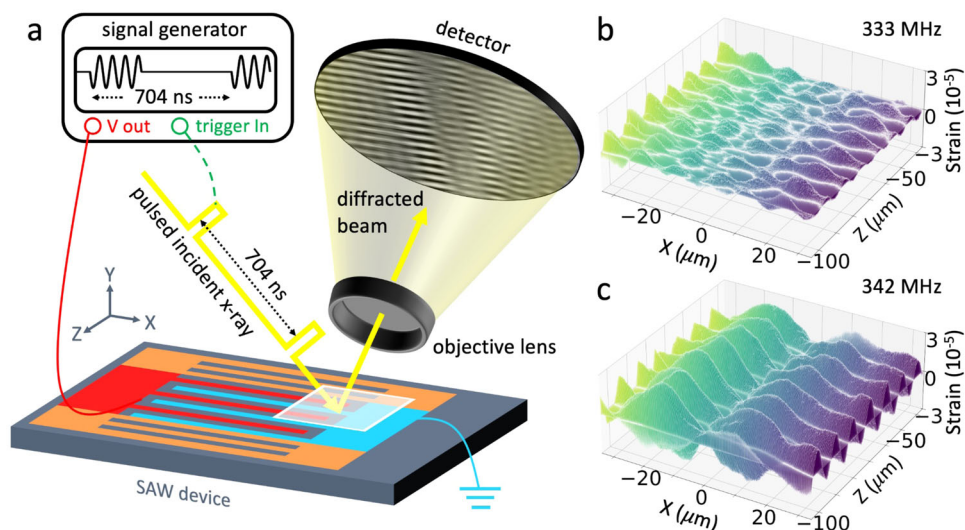 a
signal generator
704 ns
V out
trigger In
detector
diffracted
beam
pulsed incident x-ray
704 ns
objective lens
Y
X
Z
SAW device
b
333 MHz
3
0
−3
Strain (10⁻⁵)
−50
−100
Z (μm)
−20
0
20
X (μm)
c
342 MHz
3
0
−3
Strain (10⁻⁵)
−50
−100
Z (μm)
−20
0
20
X (μm)